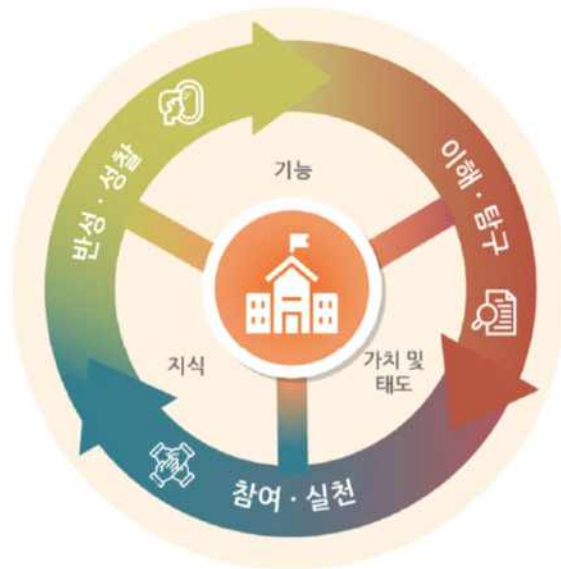 기능
이해 · 탐구
반성 · 성찰
지식
가치 및
태도
참여 · 실천